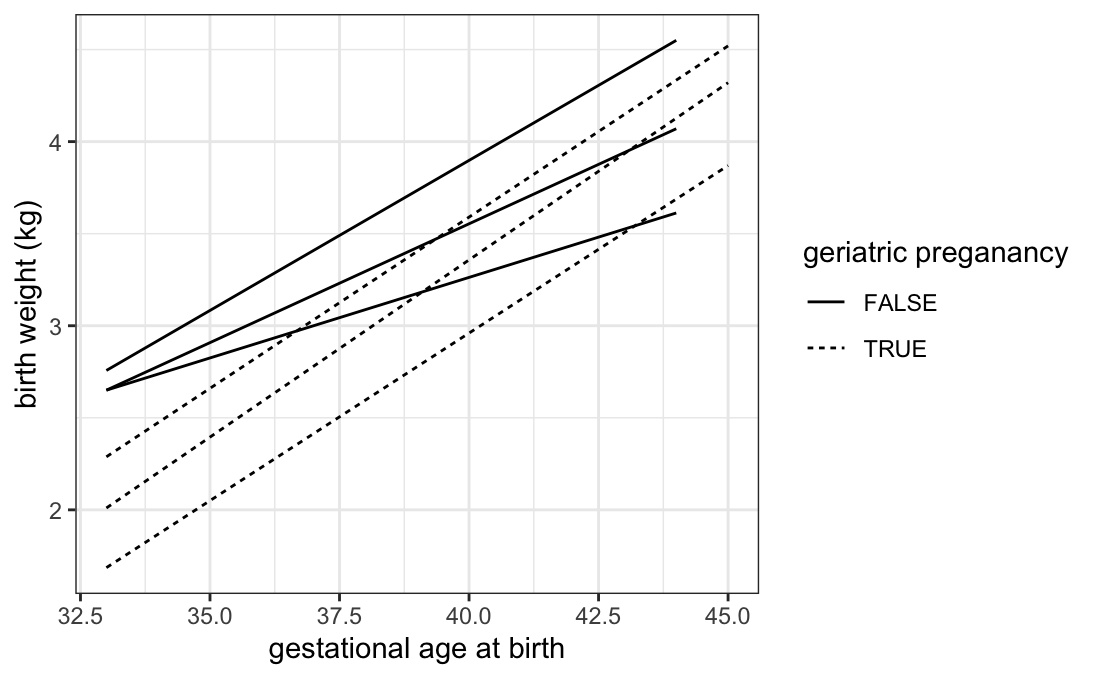 4
3
2
32.5 35.0 37.5 40.0 42.5 45.0
gestational age at birth
birth weight (kg)
geriatric preganancy
FALSE
TRUE